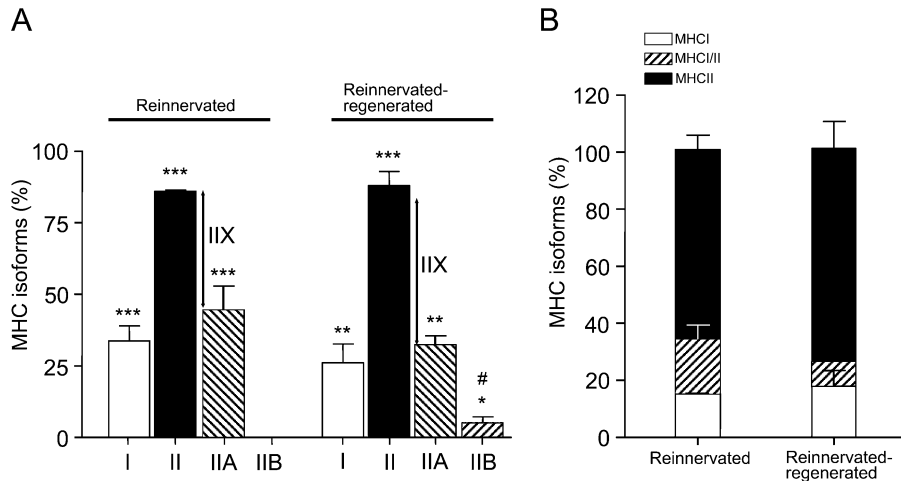 A
Reinnervated
Reinnervated-
regenerated
MHC isoforms (%)
100
75
50
25
0
***
***
***
IIX
**
***
**
IIX
#
*
I II IIA IIB
I II IIA IIB
B
MHCI
MHCI/II
MHCII
MHC isoforms (%)
120
100
80
60
40
20
0
Reinnervated
Reinnervated-
regenerated